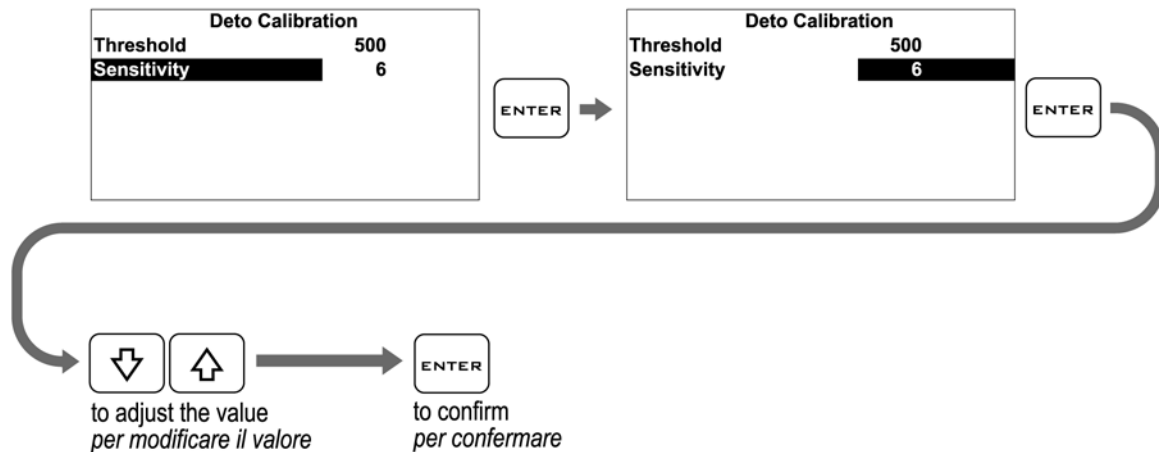 Deto Calibration
Threshold 500
Sensitivity 6
ENTER
Deto Calibration
Threshold 500
Sensitivity 6
ENTER
to adjust the value
per modificare il valore
ENTER
to confirm
per confermare